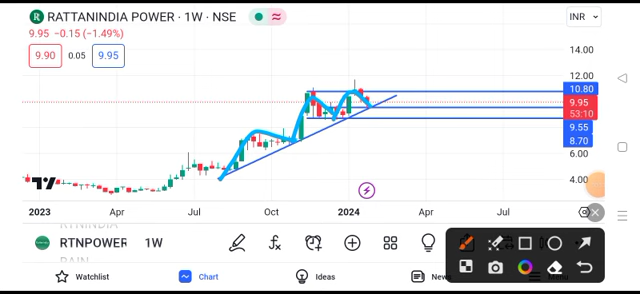 RATTANINDIA POWER · 1W · NSE
INR
9.95 −0.15 (−1.49%)
9.90 0.05 9.95
14.00
12.00
10.80
9.95
53:10
9.55
8.70
6.00
4.00
2023 Apr Jul Oct 2024 Apr Jul
RTNPOWER 1W
Watchlist Chart Ideas News